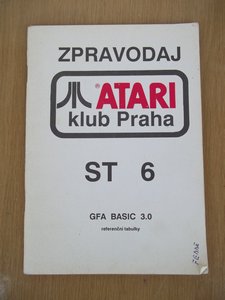 ZPRAVODAJ
®ATARI
klub Praha
ST 6
GFA BASIC 3.0
referenční tabulky